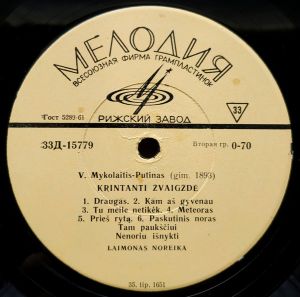 МЕЛОДИЯ
ВСЕСОЮЗНАЯ ФИРМА ГРАМПЛАСТИНОК
Гост 5289-61
33
РИЖСКИЙ ЗАВОД
33Д-15779
Вторая гр. 0-70
V. Mykolaitis-Putinas (gim. 1893)
KRINTANTI ŽVAIGZDE
1. Draugas. 2. Kam aš gyvenau
3. Tu meile netikėk. 4. Meteoras
5. Prieš rytą. 6. Paskutinis noras
Tam paukščiui
Nenoriu išnykti
LAIMONAS NOREIKA
35. tip. 1651